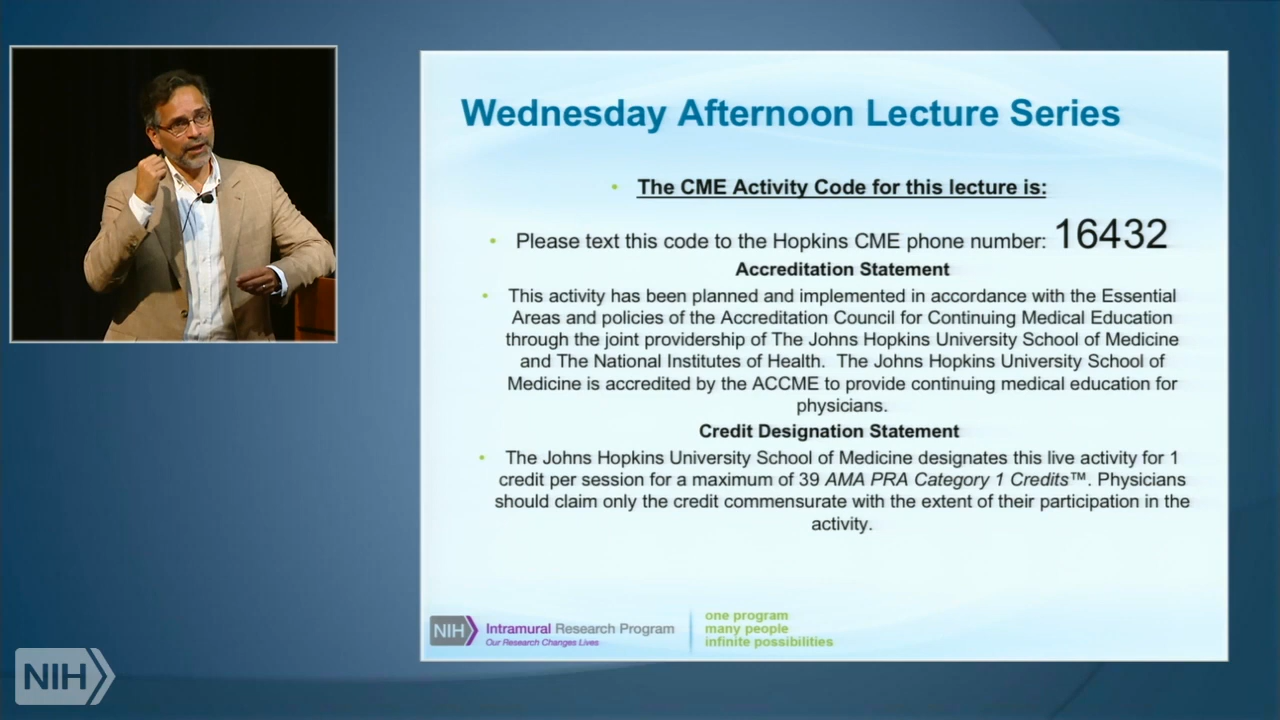 Wednesday Afternoon Lecture Series
• The CME Activity Code for this lecture is:
• Please text this code to the Hopkins CME phone number: 16432
Accreditation Statement
• This activity has been planned and implemented in accordance with the Essential
Areas and policies of the Accreditation Council for Continuing Medical Education
through the joint providership of The Johns Hopkins University School of Medicine
and The National Institutes of Health. The Johns Hopkins University School of
Medicine is accredited by the ACCME to provide continuing medical education for
physicians.
Credit Designation Statement
• The Johns Hopkins University School of Medicine designates this live activity for 1
credit per session for a maximum of 39 AMA PRA Category 1 Credits™. Physicians
should claim only the credit commensurate with the extent of their participation in the
activity.
NIH Intramural Research Program
Our Research Changes Lives
one program
many people
infinite possibilities
NIH